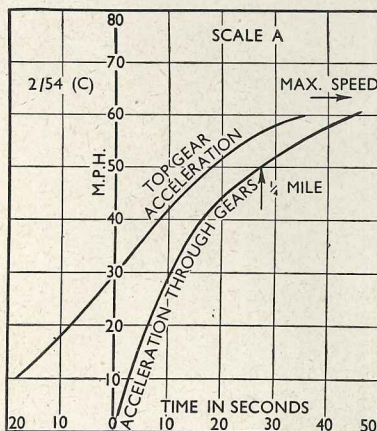 80
SCALE A
70
2/54 (C)
MAX. SPEED
60
TOP GEAR
ACCELERATION
M.P.H.
50
¼ MILE
40
ACCELERATION THROUGH GEARS
30
20
10
TIME IN SECONDS
20 10 0 10 20 30 40 50